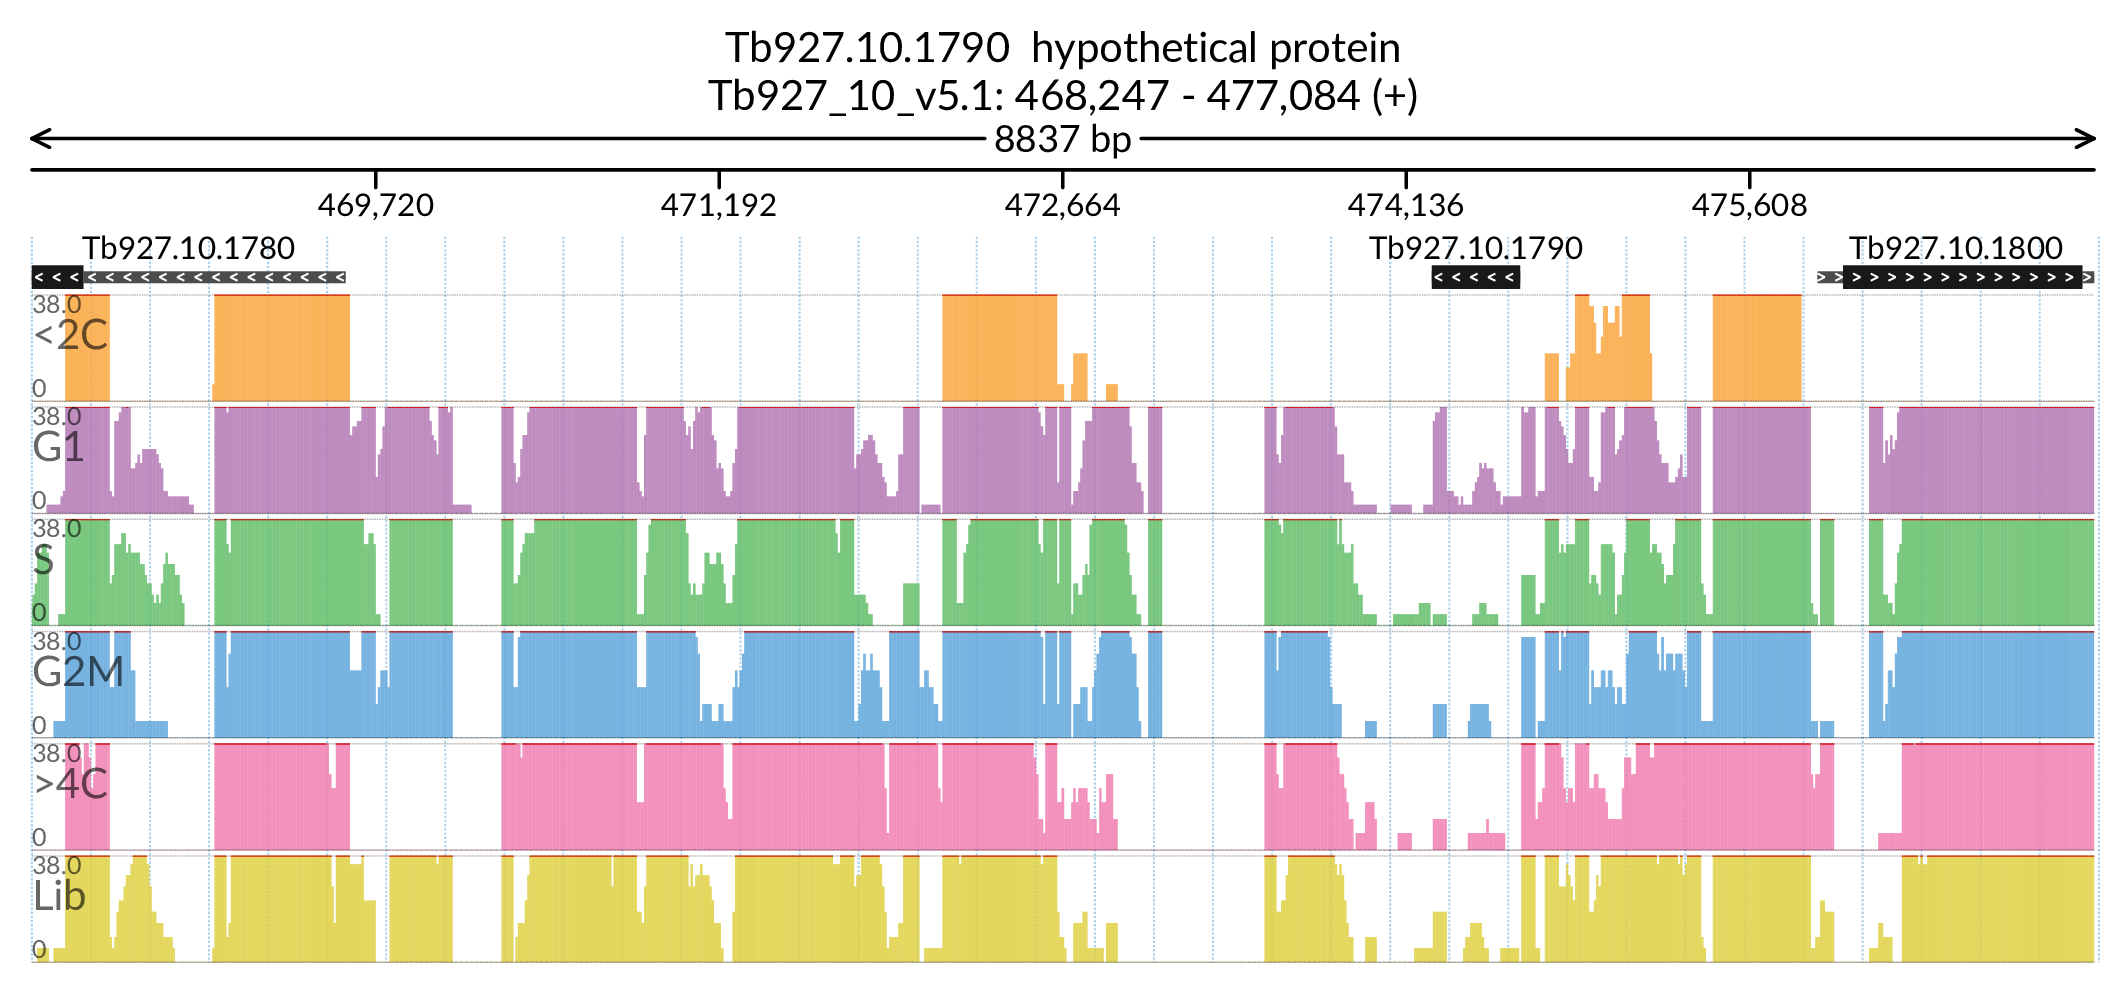 Tb927.10.1790 hypothetical protein
Tb927_10_v5.1: 468,247 - 477,084 (+)
8837 bp
469,720 471,192 472,664 474,136 475,608
Tb927.10.1780 Tb927.10.1790 Tb927.10.1800
38.0
<2C
0
38.0
G1
0
38.0
S
0
38.0
G2M
0
38.0
>4C
0
38.0
Lib
0